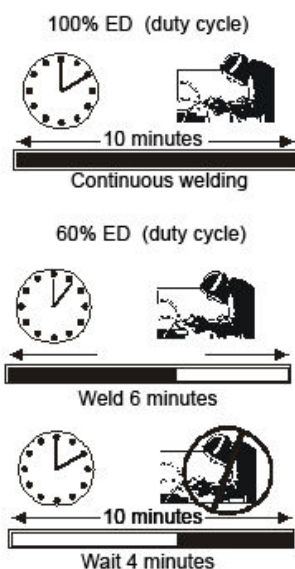 100% ED (duty cycle)
10 minutes
Continuous welding
60% ED (duty cycle)
Weld 6 minutes
10 minutes
Wait 4 minutes